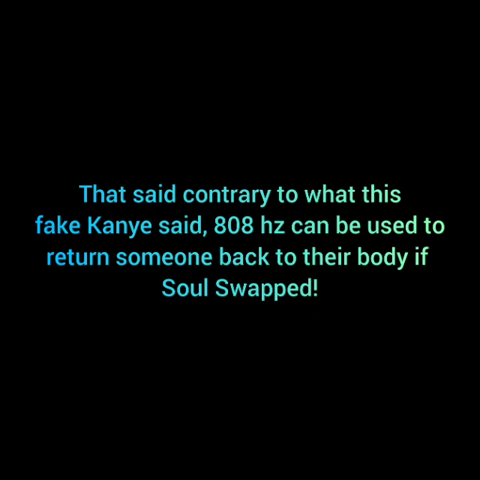 That said contrary to what this
fake Kanye said, 808 hz can be used to
return someone back to their body if
Soul Swapped!